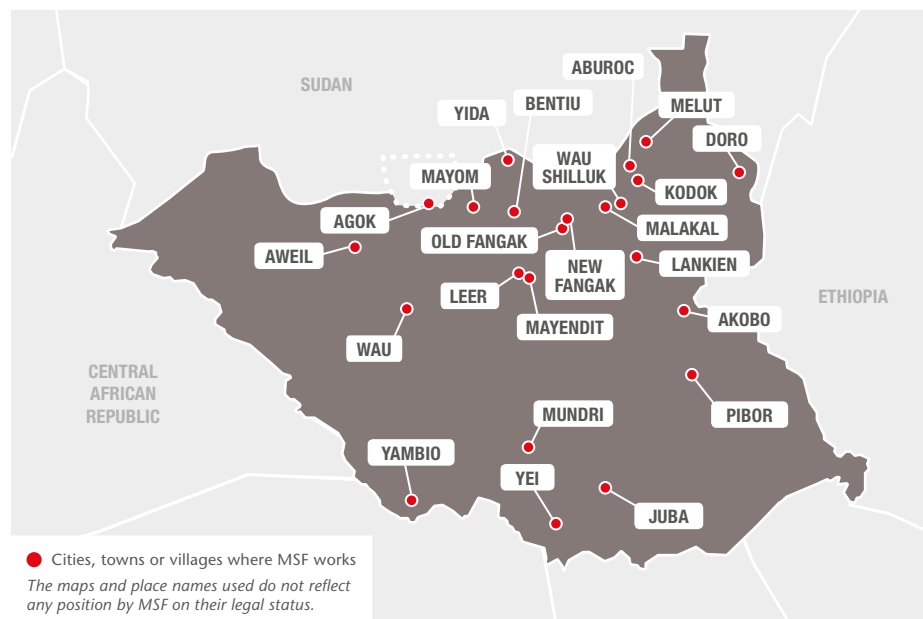 SUDAN
ABUROC
BENTIU
MELUT
YIDA
DORO
WAU
SHILLUK
MAYOM
KODOK
AGOK
MALAKAL
OLD FANGAK
AWEIL
NEW
FANGAK
LANKIEN
LEER
ETHIOPIA
MAYENDIT
AKOBO
WAU
CENTRAL
AFRICAN
REPUBLIC
MUNDRI
PIBOR
YAMBIO
YEI
JUBA
Cities, towns or villages where MSF works
The maps and place names used do not reflect
any position by MSF on their legal status.